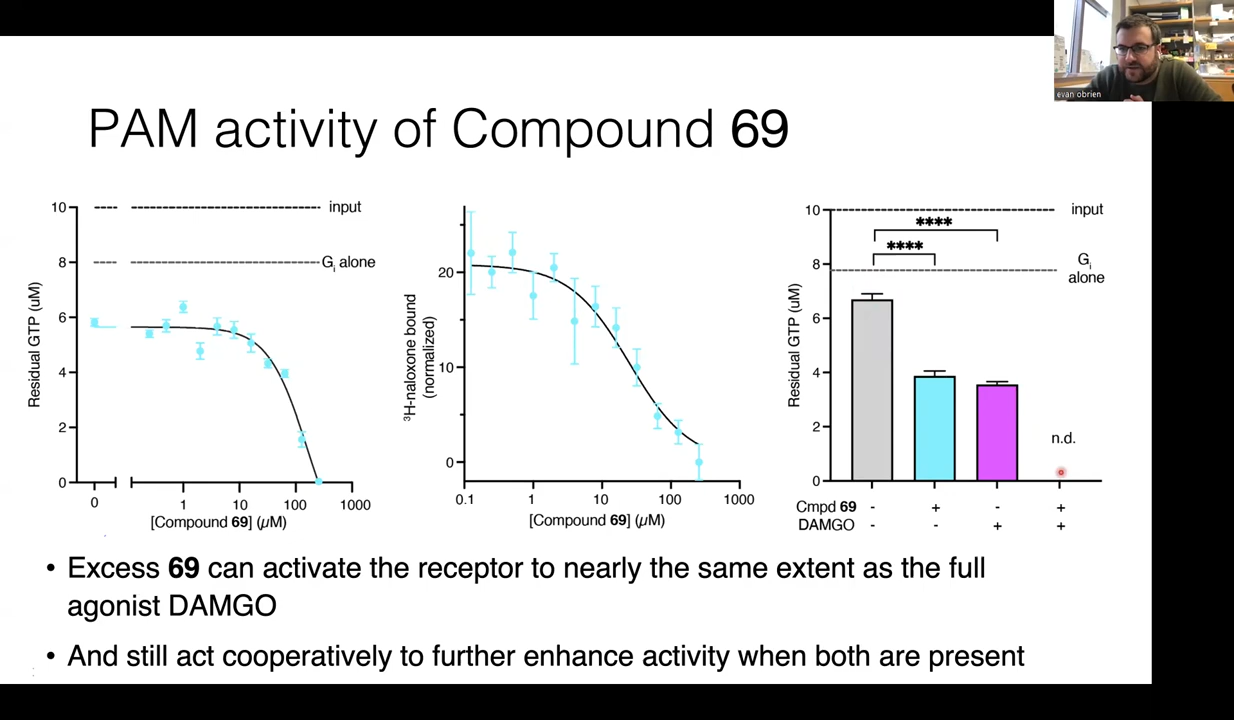 evan obrien
PAM activity of Compound 69
10
8
6
4
2
0
Residual GTP (uM)
input
Gi alone
0
1
10
100
1000
[Compound 69] (µM)
20
10
0
³H-naloxone bound
(normalized)
0.1
1
10
100
1000
[Compound 69] (µM)
10
8
6
4
2
0
Residual GTP (uM)
input
****
****
Gi
alone
n.d.
Cmpd 69 - + - +
DAMGO - - + +
• Excess 69 can activate the receptor to nearly the same extent as the full
agonist DAMGO
• And still act cooperatively to further enhance activity when both are present